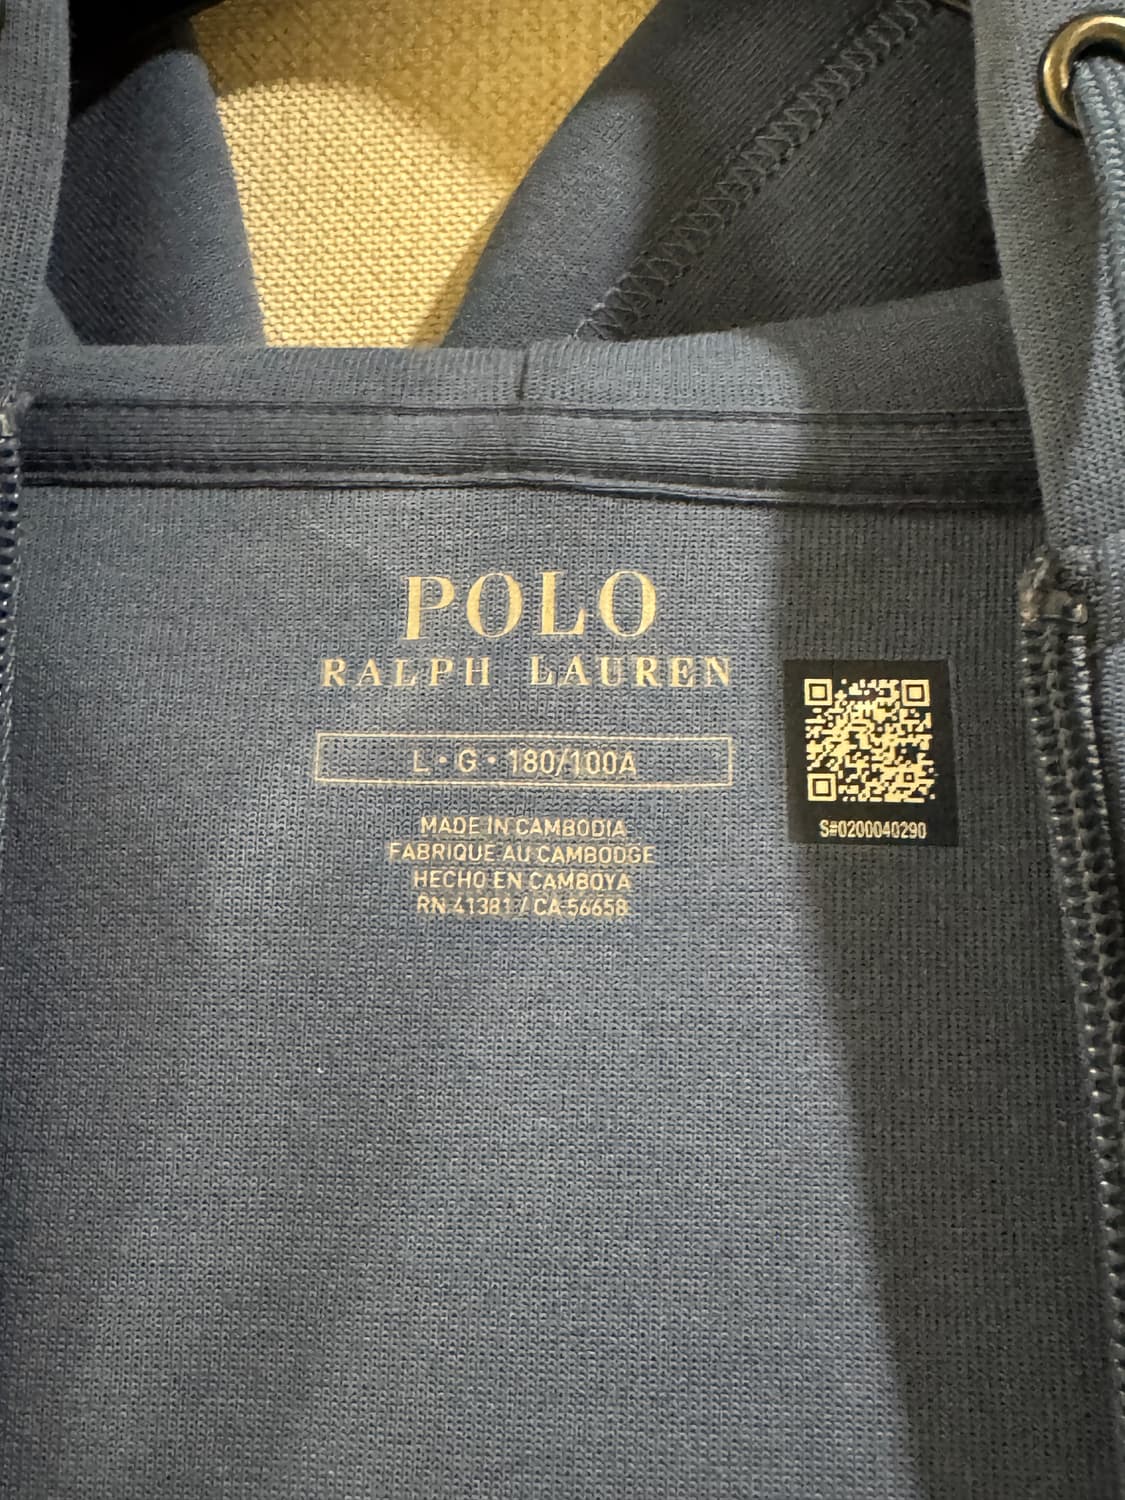 POLO
RALPH LAUREN
L • G • 180/100A
MADE IN CAMBODIA
FABRIQUE AU CAMBODGE
HECHO EN CAMBOYA
RN 41381 / CA 56658
S#0200040290